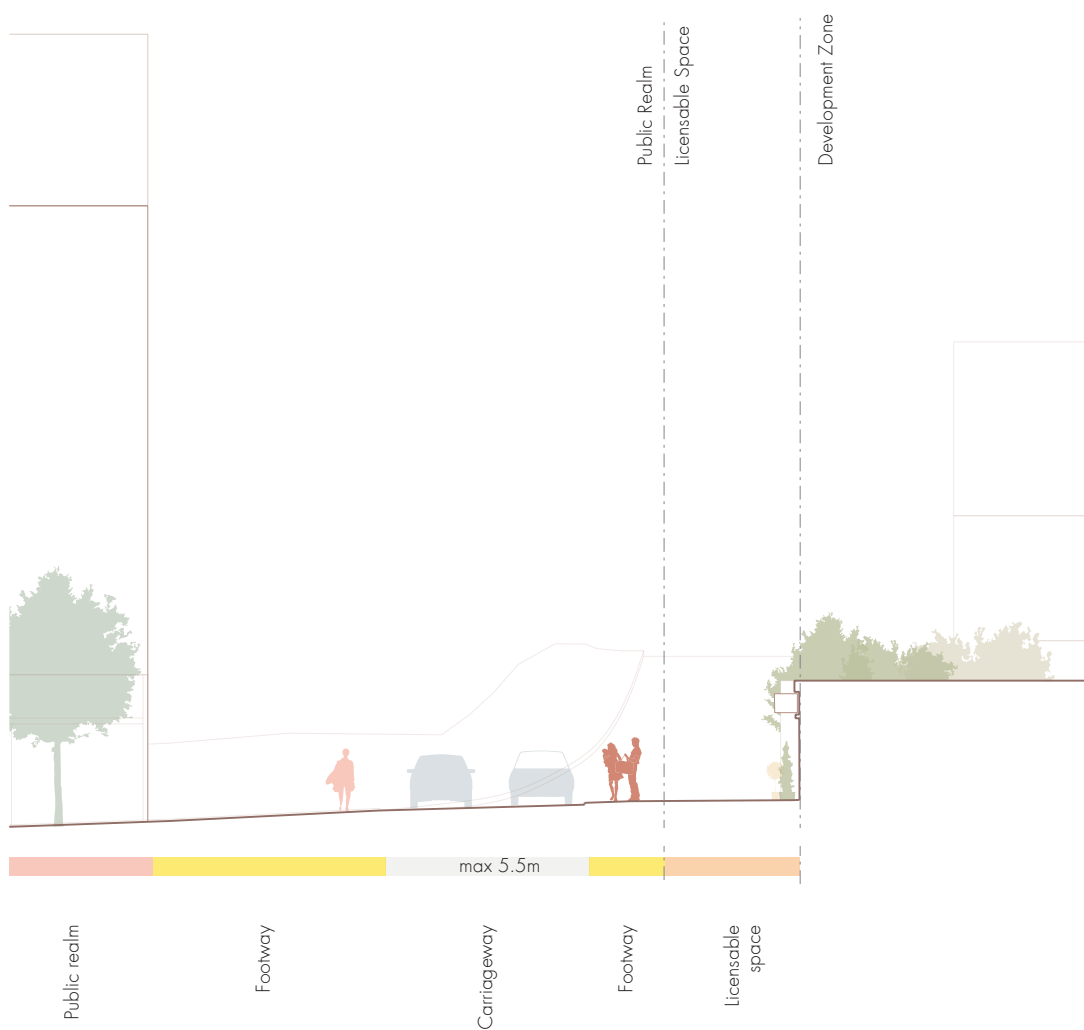 Public Realm
Licensable Space
Development Zone
max 5.5m
Public realm
Footway
Carriageway
Footway
Licensable
space